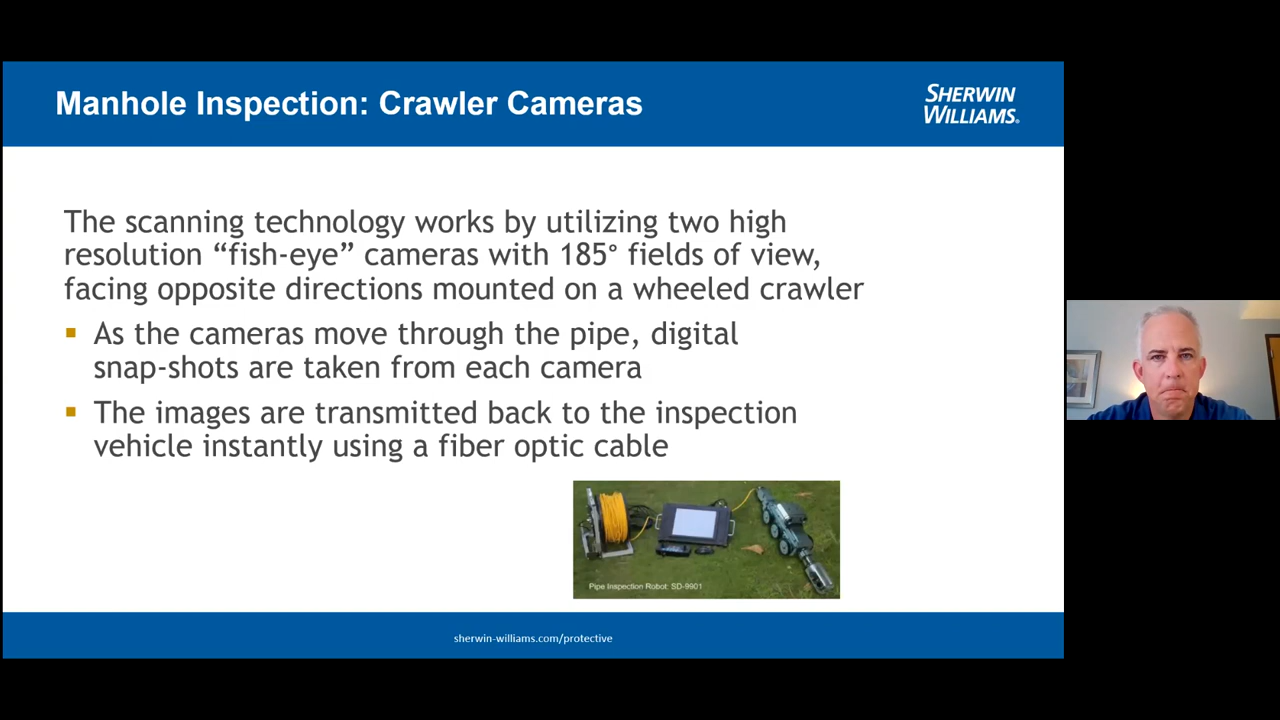 Manhole Inspection: Crawler Cameras
SHERWIN
WILLIAMS®
The scanning technology works by utilizing two high
resolution “fish-eye” cameras with 185° fields of view,
facing opposite directions mounted on a wheeled crawler
▪ As the cameras move through the pipe, digital
snap-shots are taken from each camera
▪ The images are transmitted back to the inspection
vehicle instantly using a fiber optic cable
Pipe Inspection Robot: SD-9901
sherwin-williams.com/protective